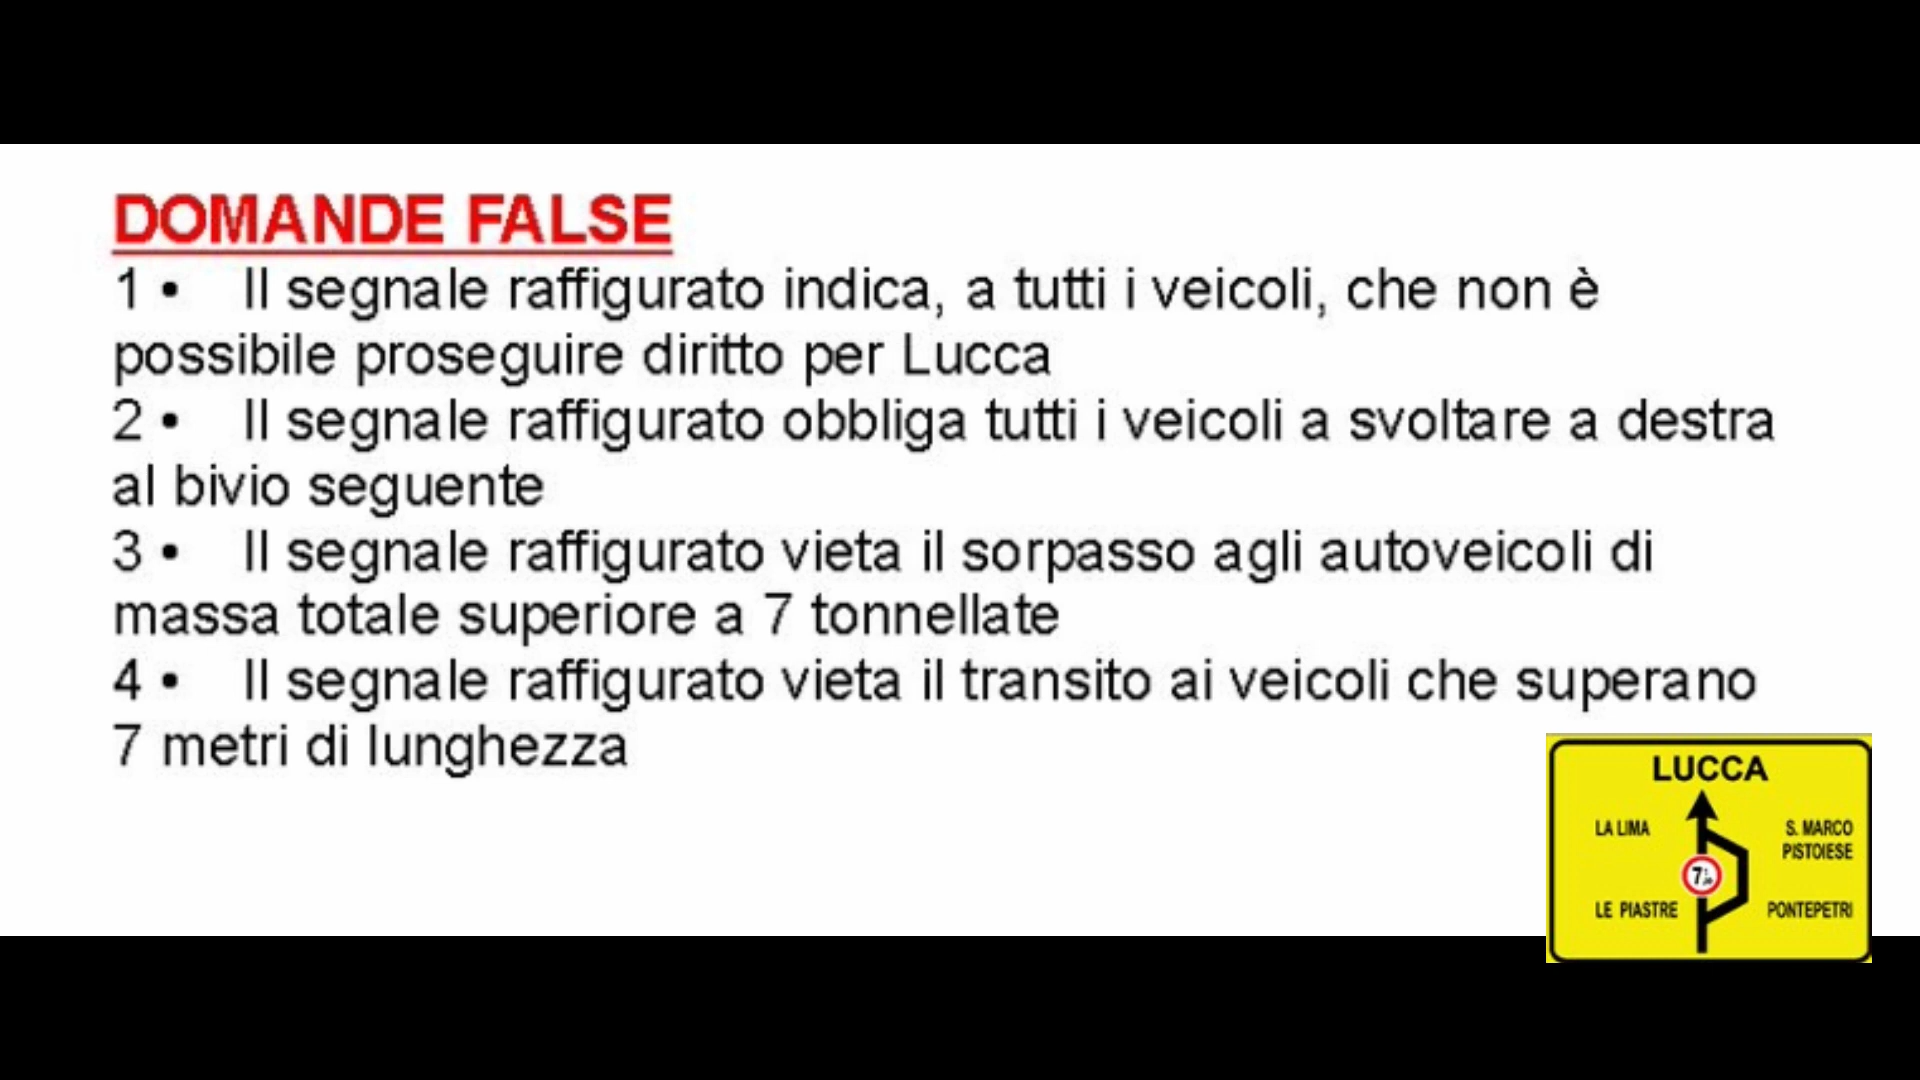 DOMANDE FALSE
1 • Il segnale raffigurato indica, a tutti i veicoli, che non è
possibile proseguire diritto per Lucca
2 • Il segnale raffigurato obbliga tutti i veicoli a svoltare a destra
al bivio seguente
3 • Il segnale raffigurato vieta il sorpasso agli autoveicoli di
massa totale superiore a 7 tonnellate
4 • Il segnale raffigurato vieta il transito ai veicoli che superano
7 metri di lunghezza
LUCCA
LA LIMA
S. MARCO
PISTOIESE
7
LE PIASTRE
PONTEPETRI